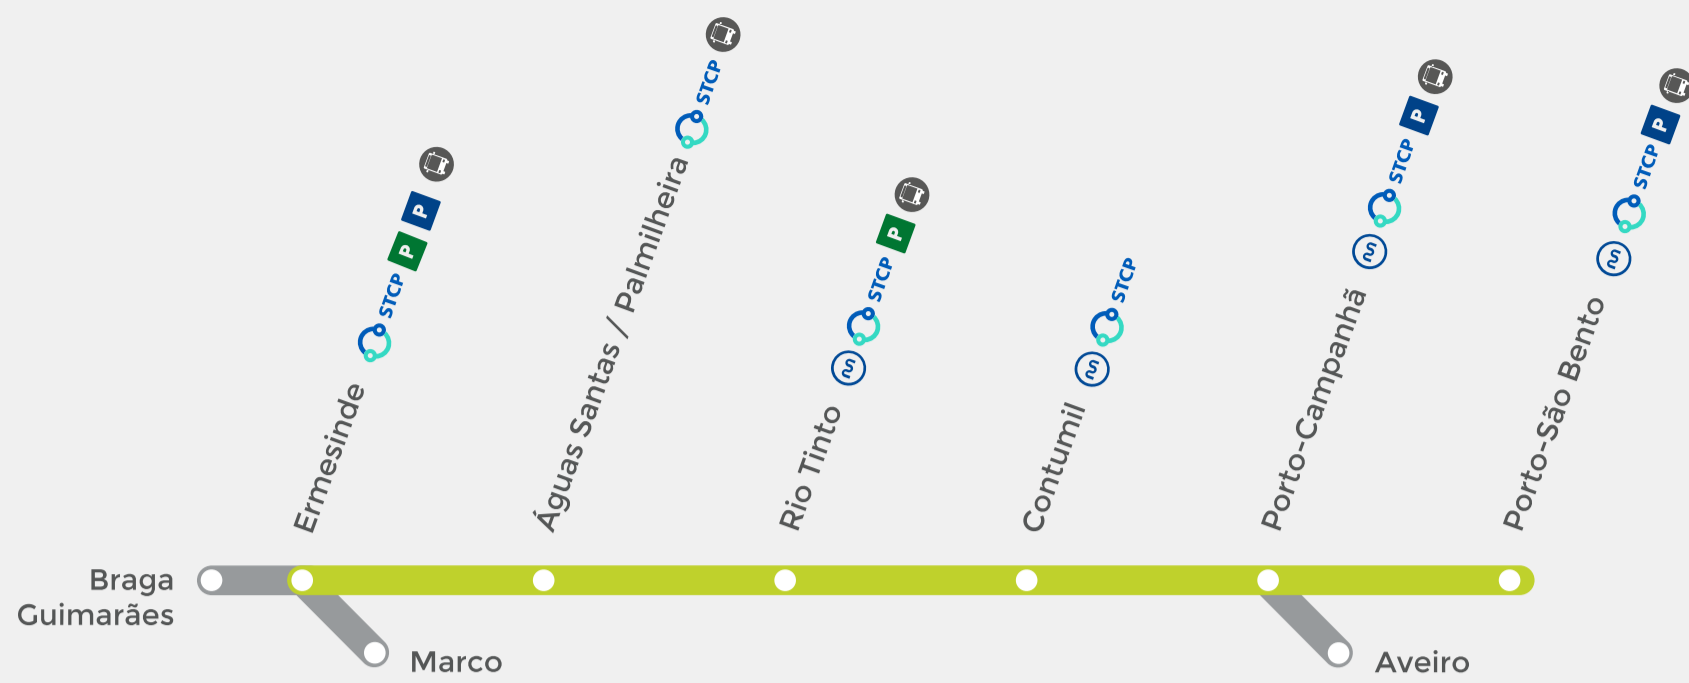 Ermesinde STCP P P
Águas Santas / Palmilheira STCP
Rio Tinto STCP P
Contumil STCP
Porto-Campanhã STCP P
Porto-São Bento STCP P
Braga
Guimarães
Marco
Aveiro